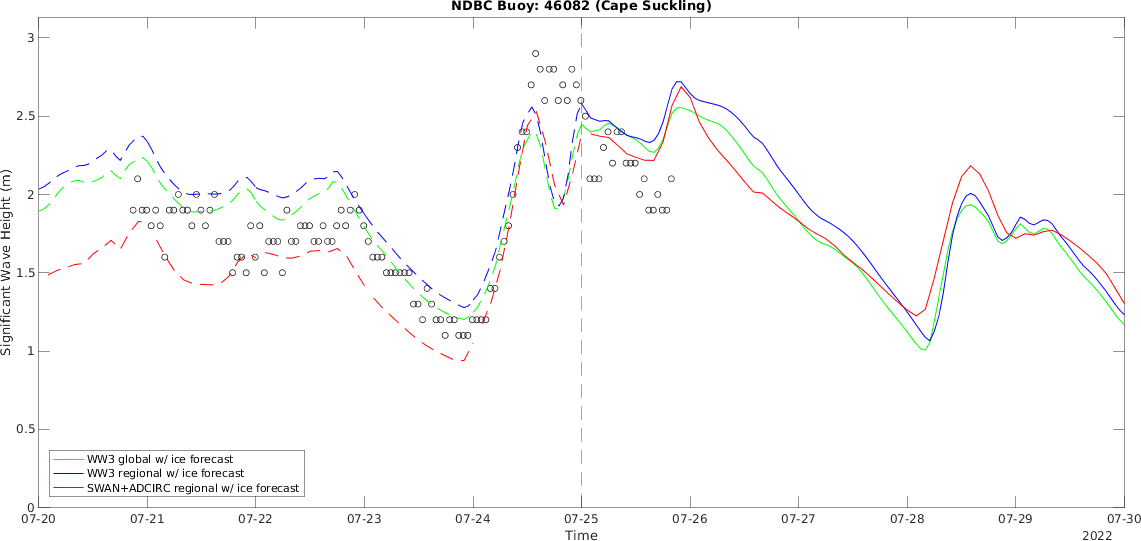 NDBC Buoy: 46082 (Cape Suckling)
3
2.5
2
1.5
1
0.5
0
Significant Wave Height (m)
WW3 global w/ ice forecast
WW3 regional w/ ice forecast
SWAN+ADCIRC regional w/ ice forecast
07-20 07-21 07-22 07-23 07-24 07-25 07-26 07-27 07-28 07-29 07-30
Time
2022